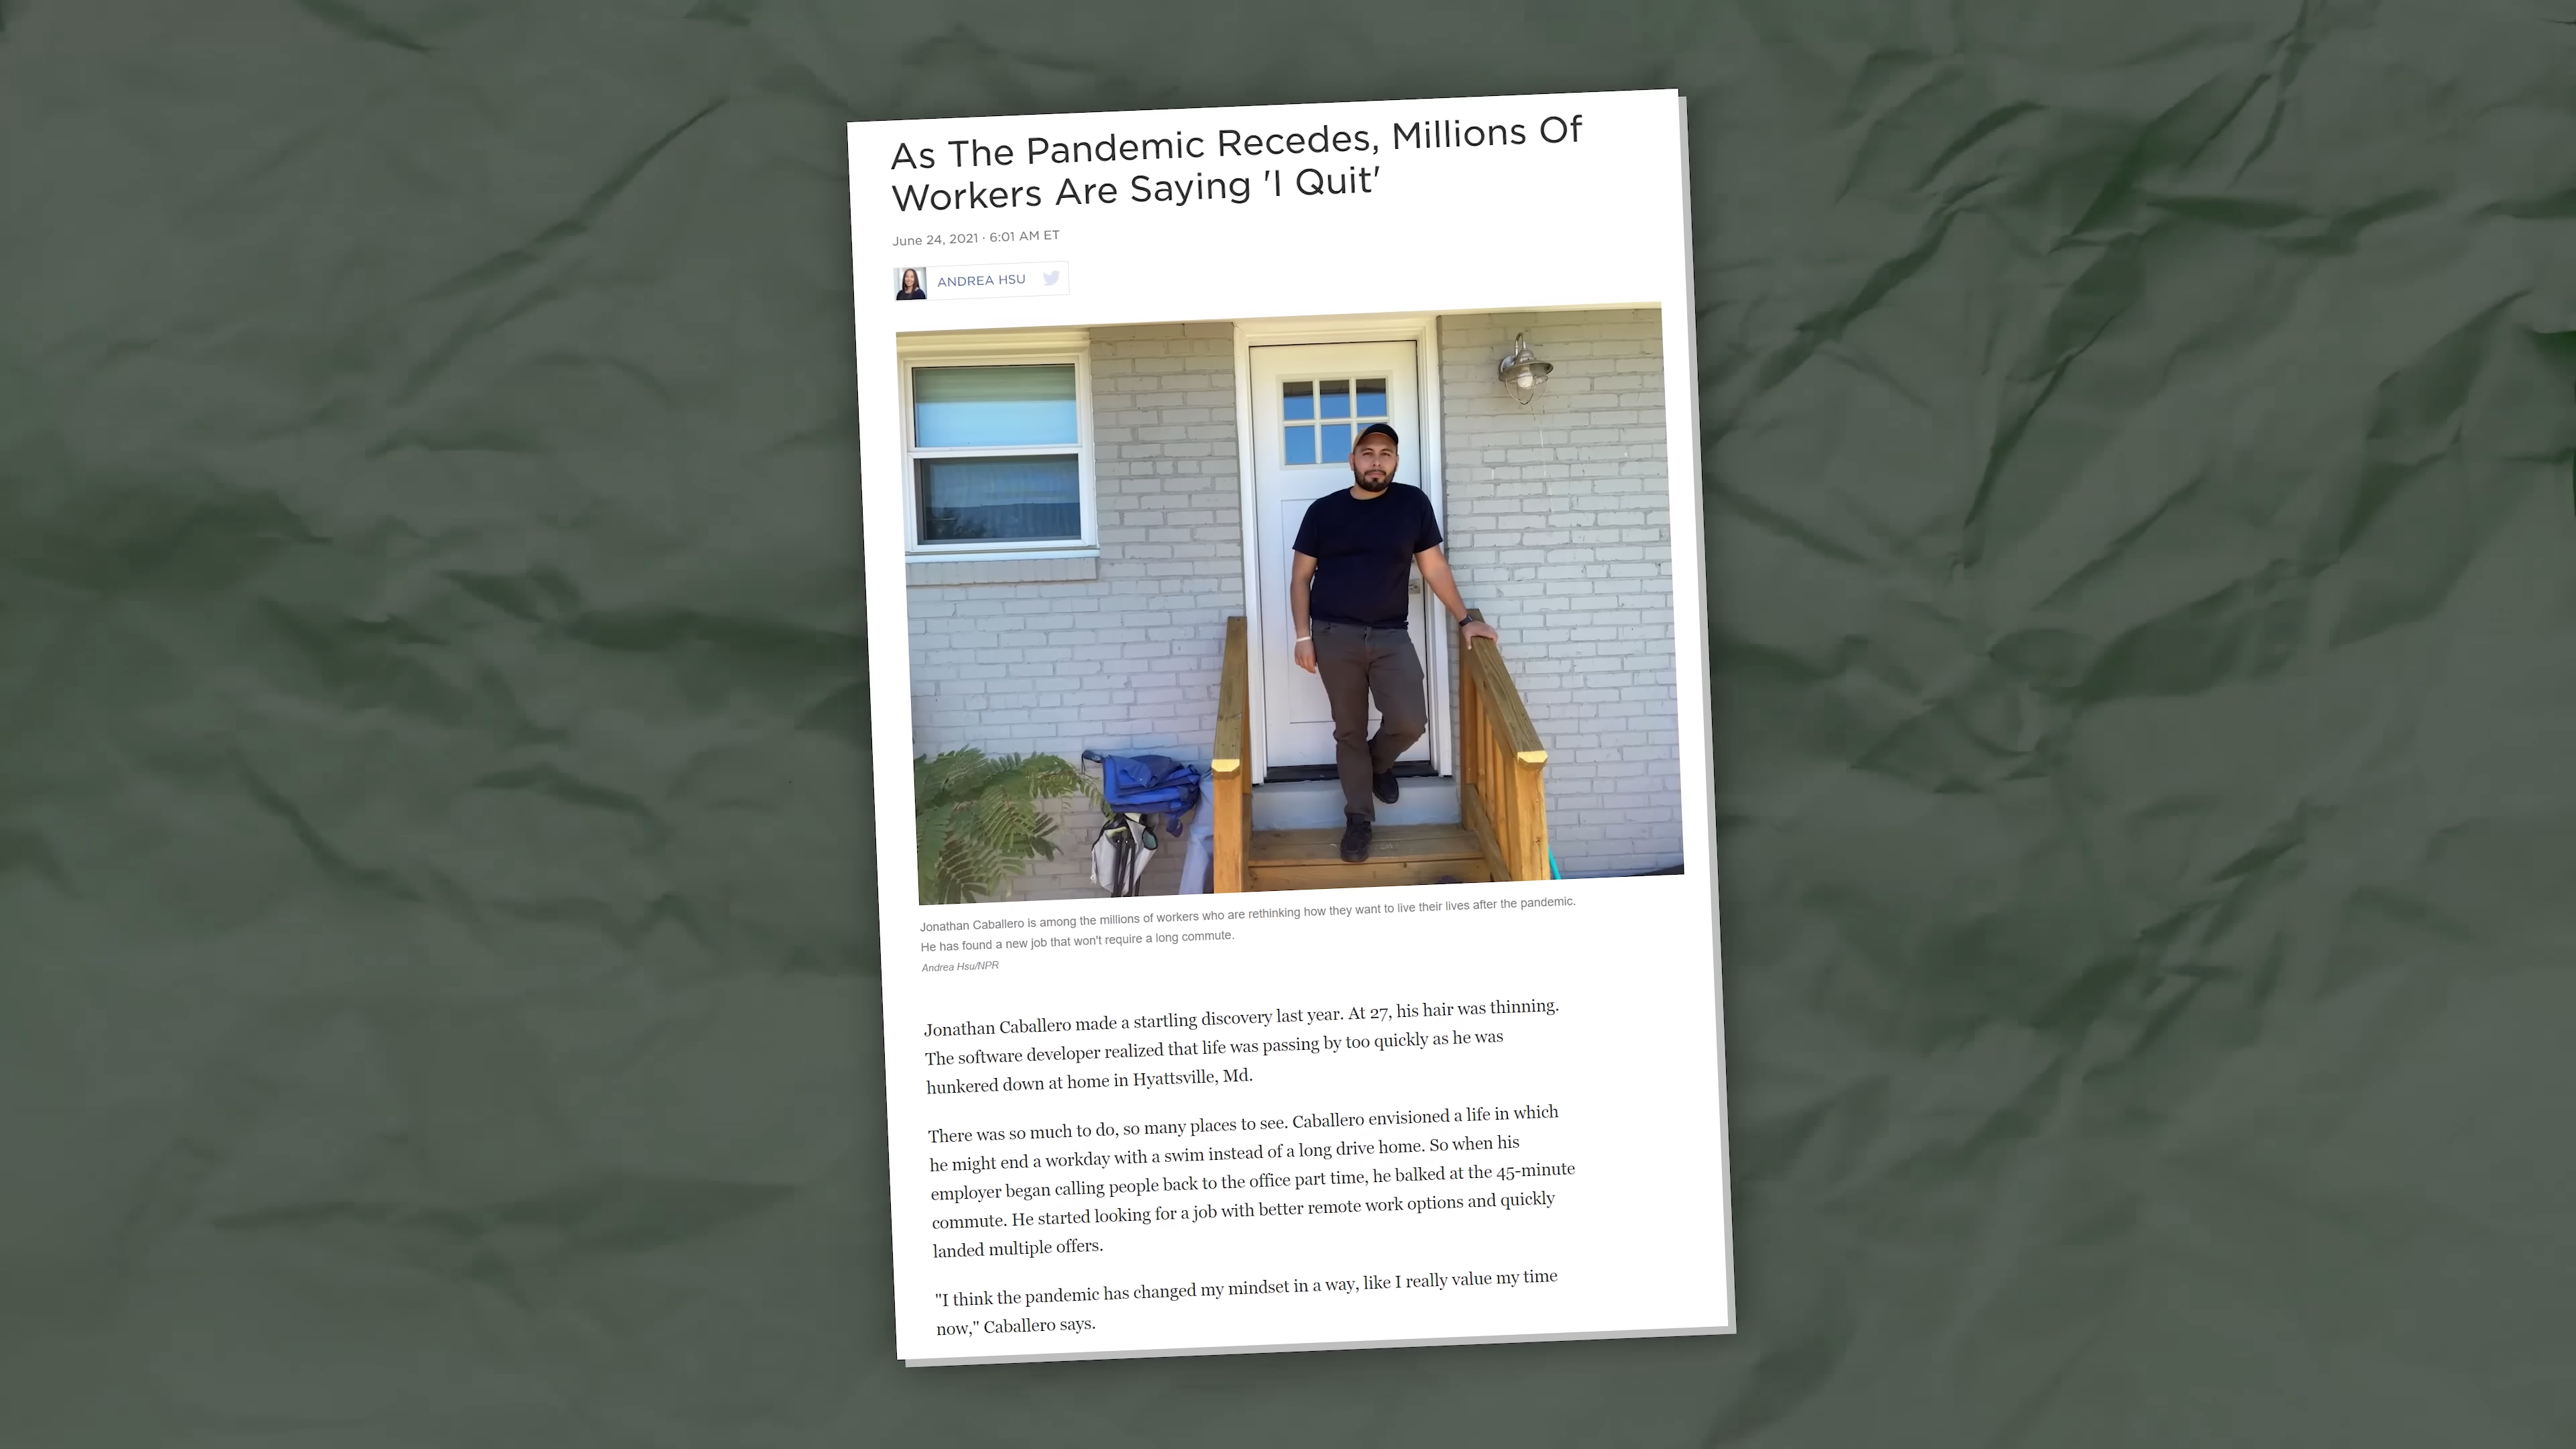 As The Pandemic Recedes, Millions Of
Workers Are Saying 'I Quit'
June 24, 2021 · 6:01 AM ET
ANDREA HSU
Jonathan Caballero is among the millions of workers who are rethinking how they want to live their lives after the pandemic.
He has found a new job that won't require a long commute.
Andrea Hsu/NPR
Jonathan Caballero made a startling discovery last year. At 27, his hair was thinning.
The software developer realized that life was passing by too quickly as he was
hunkered down at home in Hyattsville, Md.
There was so much to do, so many places to see. Caballero envisioned a life in which
he might end a workday with a swim instead of a long drive home. So when his
employer began calling people back to the office part time, he balked at the 45-minute
commute. He started looking for a job with better remote work options and quickly
landed multiple offers.
"I think the pandemic has changed my mindset in a way, like I really value my time
now," Caballero says.